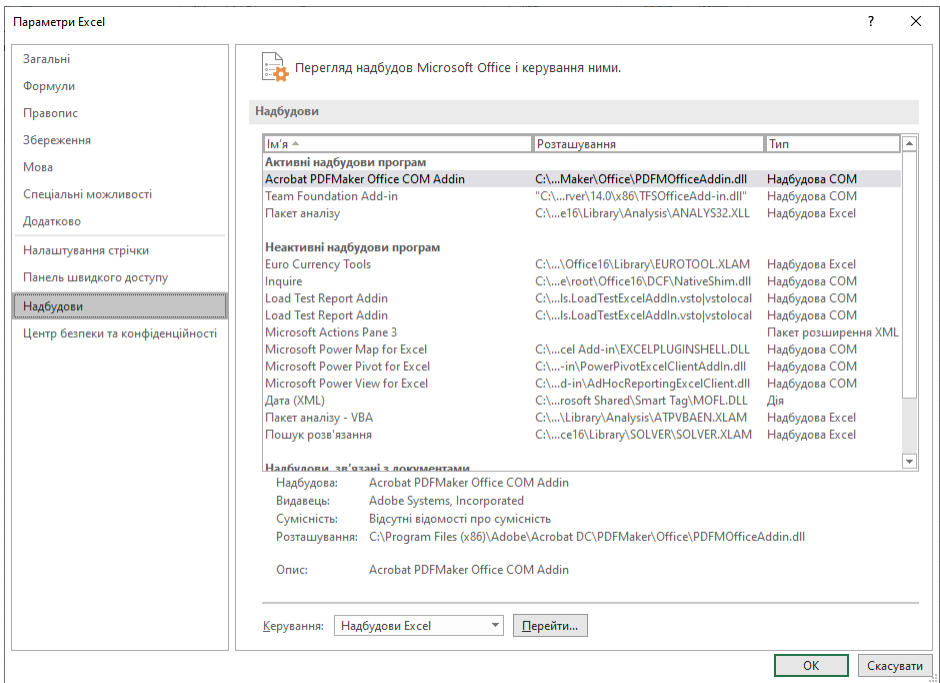 Параметри Excel
Загальні
Формули
Правопис
Збереження
Мова
Спеціальні можливості
Додатково
Налаштування стрічки
Панель швидкого доступу
Надбудови
Центр безпеки та конфіденційності
Перегляд надбудов Microsoft Office і керування ними.
Надбудови
Ім'я Розташування Тип
Активні надбудови програм
Acrobat PDFMaker Office COM Addin C:\...Maker\Office\PDFMOfficeAddin.dll Надбудова COM
Team Foundation Add-in "C:\...rver\14.0\x86\TFSOfficeAdd-in.dll" Надбудова COM
Пакет аналізу C:\...e16\Library\Analysis\ANALYS32.XLL Надбудова Excel
Неактивні надбудови програм
Euro Currency Tools C:\...\Office16\Library\EUROTOOL.XLAM Надбудова Excel
Inquire C:\...e\root\Office16\DCF\NativeShim.dll Надбудова COM
Load Test Report Addin C:\...ls.LoadTestExcelAddIn.vsto|vstolocal Надбудова COM
Load Test Report Addin C:\...ls.LoadTestExcelAddIn.vsto|vstolocal Надбудова COM
Microsoft Actions Pane 3 Пакет розширення XML
Microsoft Power Map for Excel C:\...cel Add-in\EXCELPLUGINSHELL.DLL Надбудова COM
Microsoft Power Pivot for Excel C:\...-in\PowerPivotExcelClientAddIn.dll Надбудова COM
Microsoft Power View for Excel C:\...d-in\AdHocReportingExcelClient.dll Надбудова COM
Дата (XML) C:\...rosoft Shared\Smart Tag\MOFL.DLL Дія
Пакет аналізу - VBA C:\...\Library\Analysis\ATPVBAEN.XLAM Надбудова Excel
Пошук розв'язання C:\...ce16\Library\SOLVER\SOLVER.XLAM Надбудова Excel
Надбудови, зв'язані з документами
Надбудова: Acrobat PDFMaker Office COM Addin
Видавець: Adobe Systems, Incorporated
Сумісність: Відсутні відомості про сумісність
Розташування: C:\Program Files (x86)\Adobe\Acrobat DC\PDFMaker\Office\PDFMOfficeAddin.dll
Опис: Acrobat PDFMaker Office COM Addin
Керування: Надбудови Excel Перейти...
ОК Скасувати